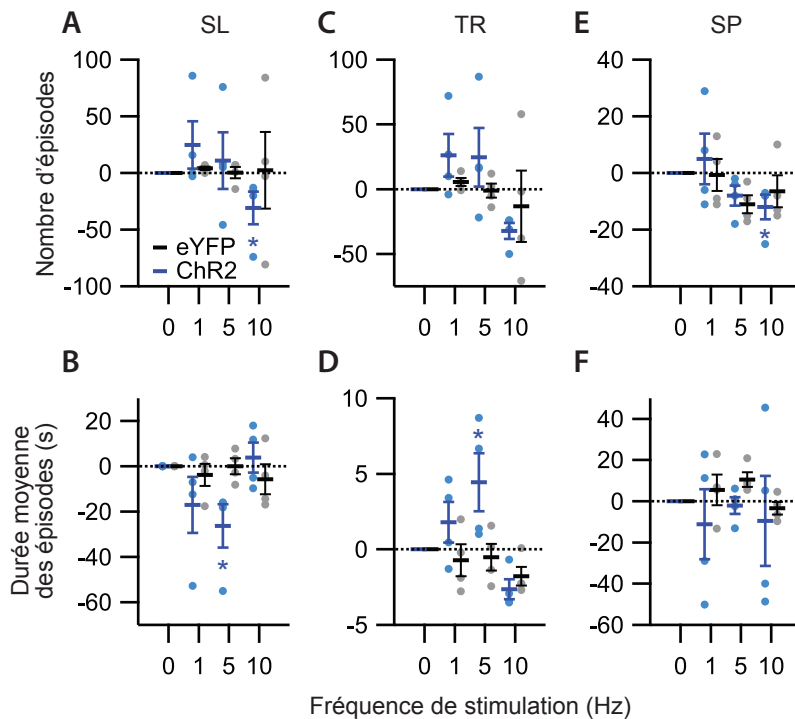 A SL C TR E SP
Nombre d'épisodes
100
50
0
-50
-100
eYFP
ChR2
*
0 1 5 10
100
50
0
-50
0 1 5 10
40
20
0
-20
-40
*
0 1 5 10
B D F
Durée moyenne
des épisodes (s)
20
0
-20
-40
-60
*
0 1 5 10
10
5
0
-5
*
0 1 5 10
60
40
20
0
-20
-40
-60
0 1 5 10
Fréquence de stimulation (Hz)